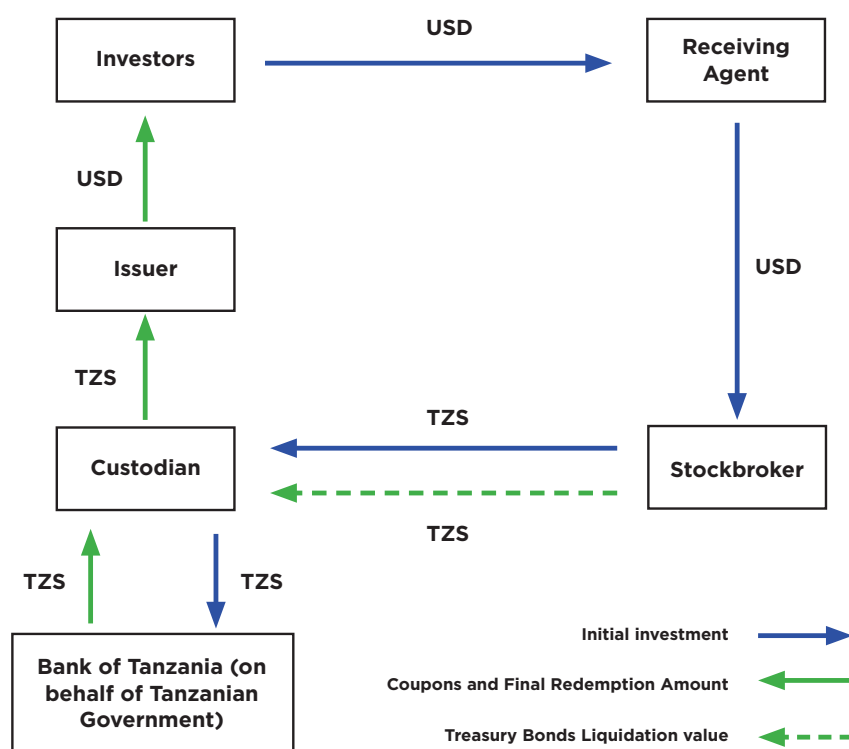 USD
Investors
Receiving
Agent
USD
Issuer
USD
TZS
TZS
Custodian
Stockbroker
TZS
TZS
TZS
Bank of Tanzania (on
behalf of Tanzanian
Government)
Initial investment
Coupons and Final Redemption Amount
Treasury Bonds Liquidation value